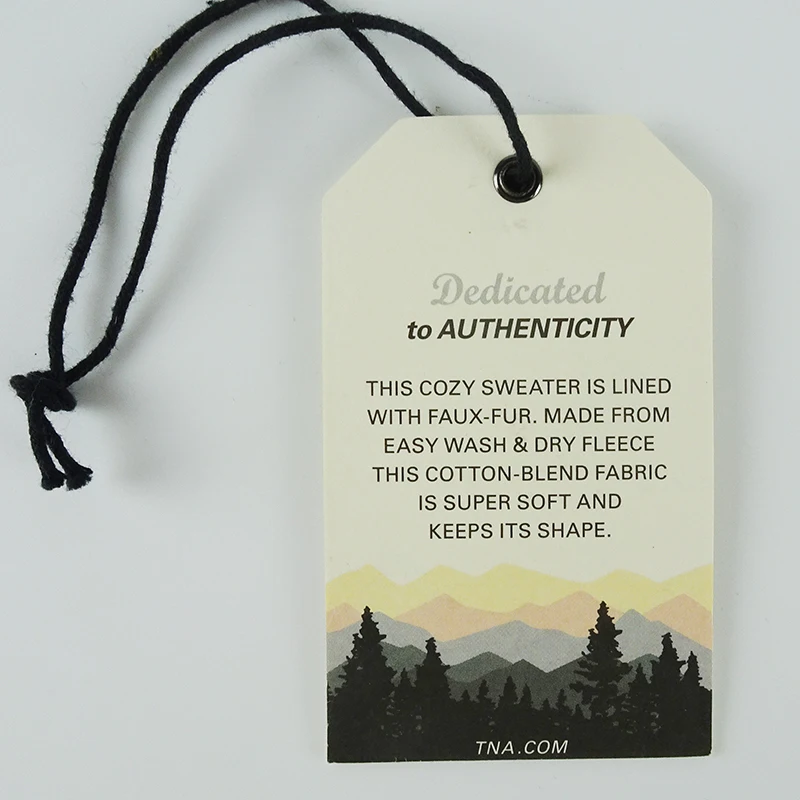 Dedicated
to AUTHENTICITY
THIS COZY SWEATER IS LINED
WITH FAUX-FUR. MADE FROM
EASY WASH & DRY FLEECE
THIS COTTON-BLEND FABRIC
IS SUPER SOFT AND
KEEPS ITS SHAPE.
TNA.COM